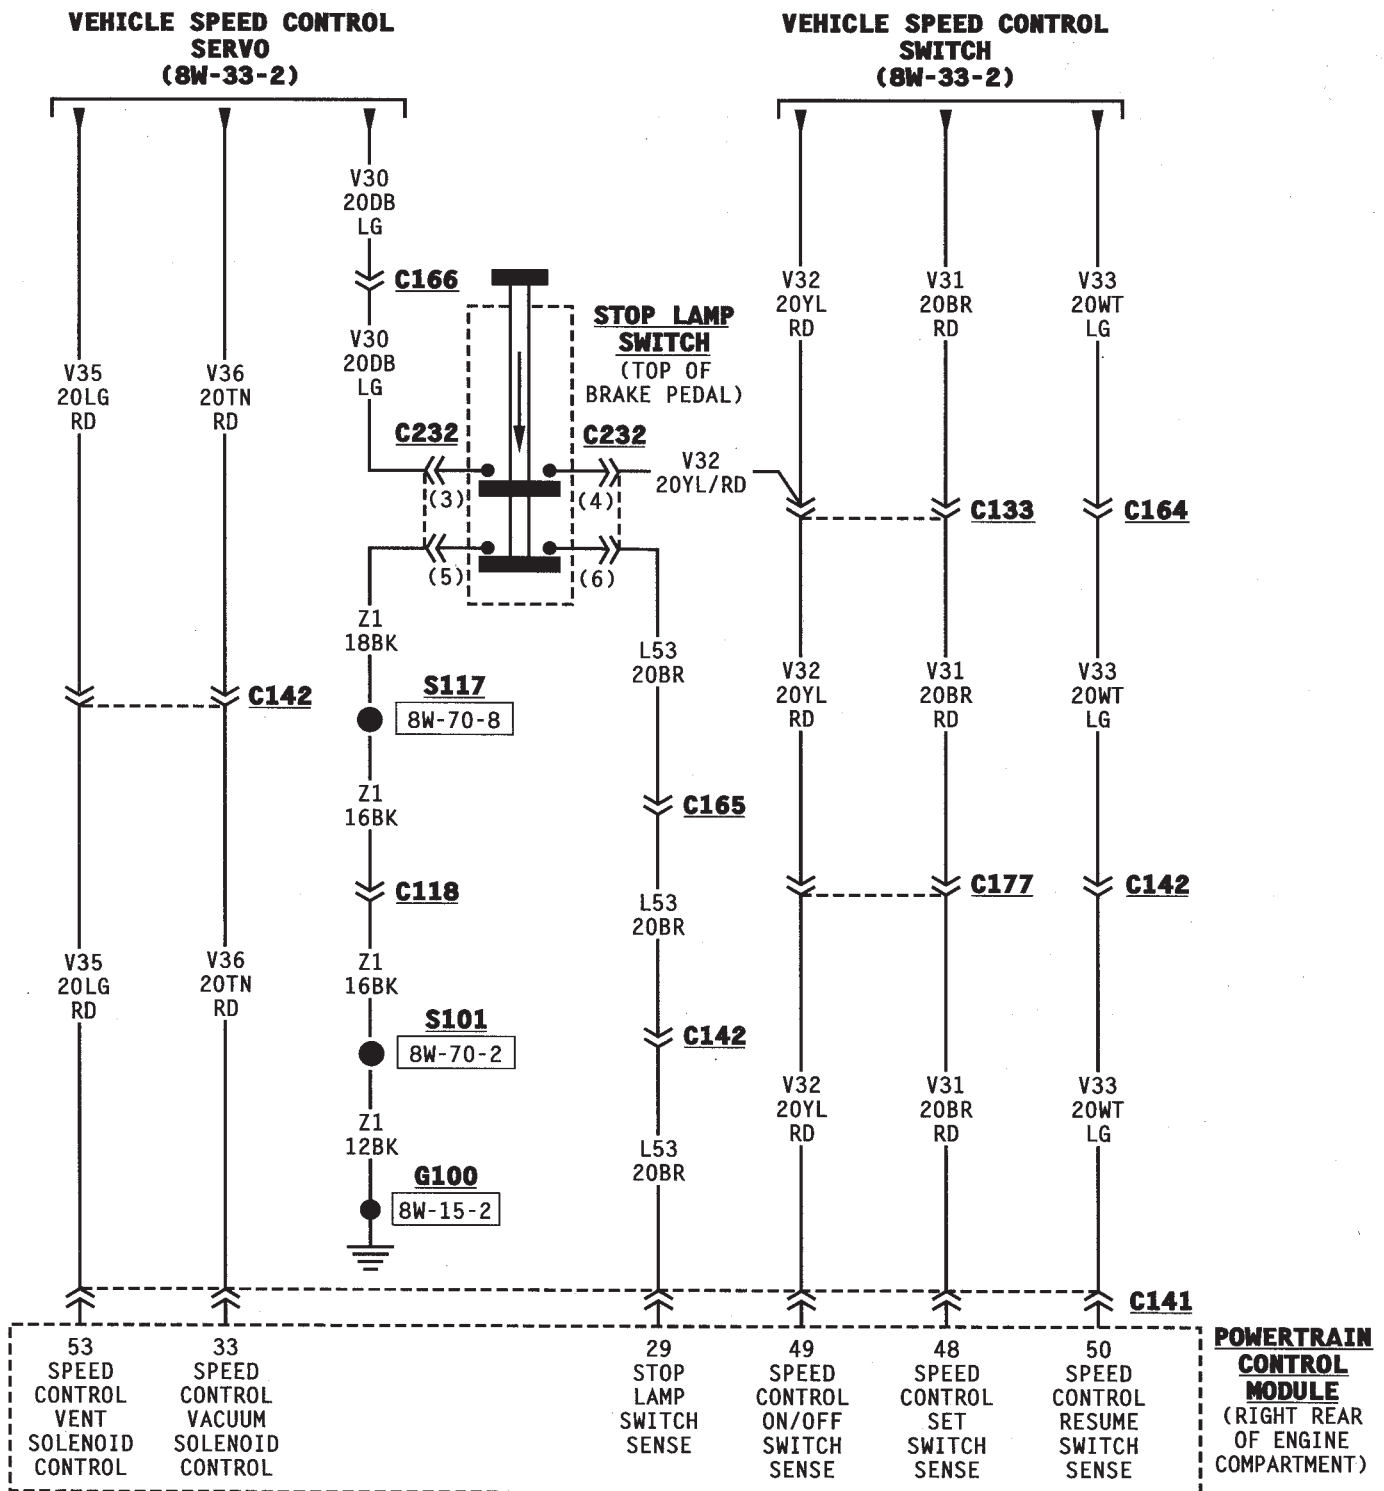 VEHICLE SPEED CONTROL
SERVO
(8W-33-2)
VEHICLE SPEED CONTROL
SWITCH
(8W-33-2)
V30
20DB
LG
C166
V30
20DB
LG
STOP LAMP
SWITCH
(TOP OF
BRAKE PEDAL)
V32
20YL
RD
V31
20BR
RD
V33
20WT
LG
V35
20LG
RD
V36
20TN
RD
C232
C232
(3)
(4)
V32
20YL/RD
C133
C164
(5)
(6)
Z1
18BK
L53
20BR
V32
20YL
RD
V31
20BR
RD
V33
20WT
LG
C142
S117
8W-70-8
Z1
16BK
C165
C118
L53
20BR
C177
C142
V35
20LG
RD
V36
20TN
RD
Z1
16BK
S101
8W-70-2
C142
Z1
12BK
L53
20BR
V32
20YL
RD
V31
20BR
RD
V33
20WT
LG
G100
8W-15-2
C141
53
SPEED
CONTROL
VENT
SOLENOID
CONTROL
33
SPEED
CONTROL
VACUUM
SOLENOID
CONTROL
29
STOP
LAMP
SWITCH
SENSE
49
SPEED
CONTROL
ON/OFF
SWITCH
SENSE
48
SPEED
CONTROL
SET
SWITCH
SENSE
50
SPEED
CONTROL
RESUME
SWITCH
SENSE
POWERTRAIN
CONTROL
MODULE
(RIGHT REAR
OF ENGINE
COMPARTMENT)